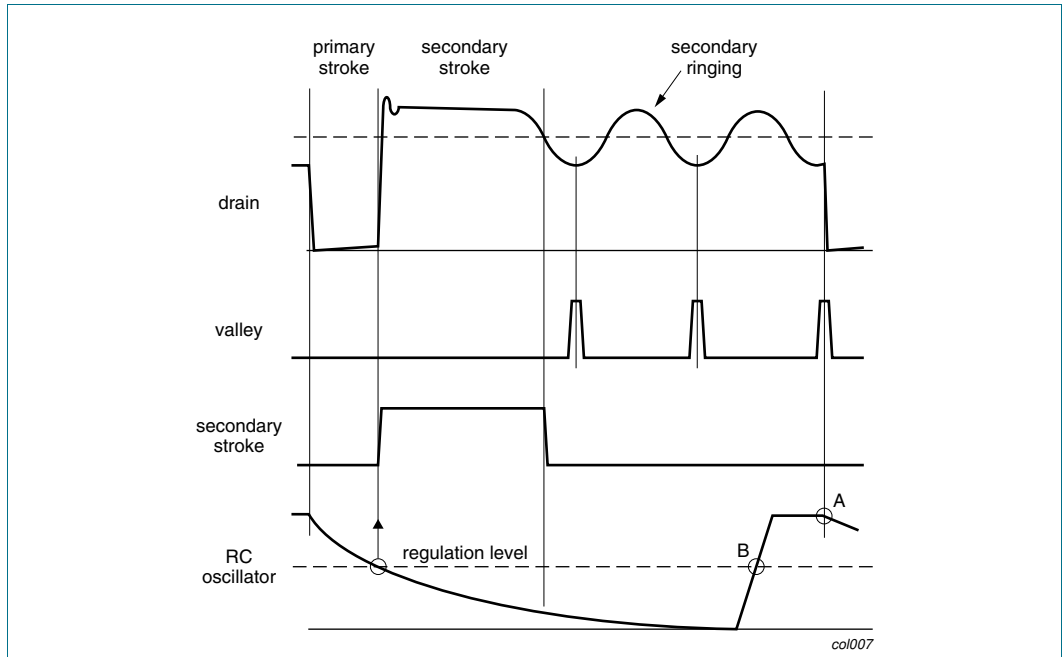 primary
stroke
secondary
stroke
secondary
ringing
drain
valley
secondary
stroke
A
B
regulation level
RC
oscillator
col007